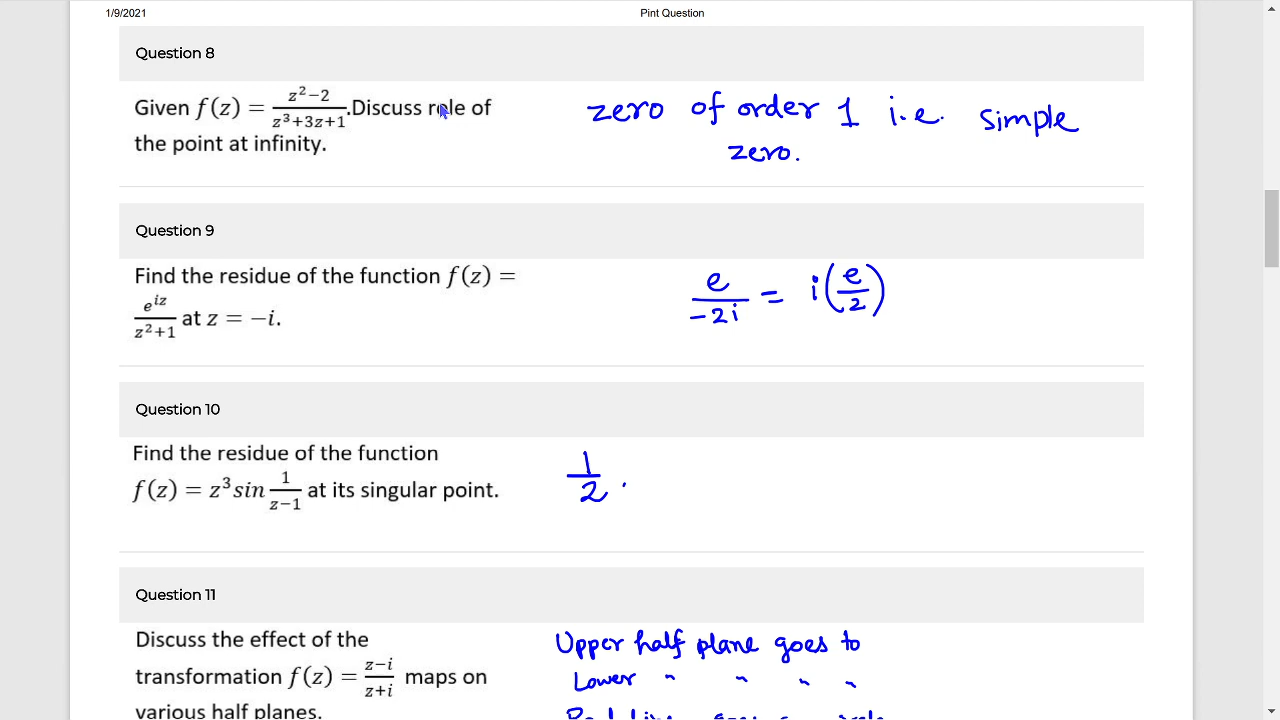 1/9/2021
Pint Question
Question 8
Given f(z) = z²−2 / z³+3z+1 .Discuss role of
the point at infinity.
zero of order 1 i.e. simple
zero.
Question 9
Find the residue of the function f(z) =
e^iz / z²+1 at z = −i.
e / -2i = i(e/2)
Question 10
Find the residue of the function
f(z) = z³sin 1/z−1 at its singular point.
1/2 .
Question 11
Discuss the effect of the
transformation f(z) = z−i / z+i maps on
various half planes.
Upper half plane goes to
Lower " " " "